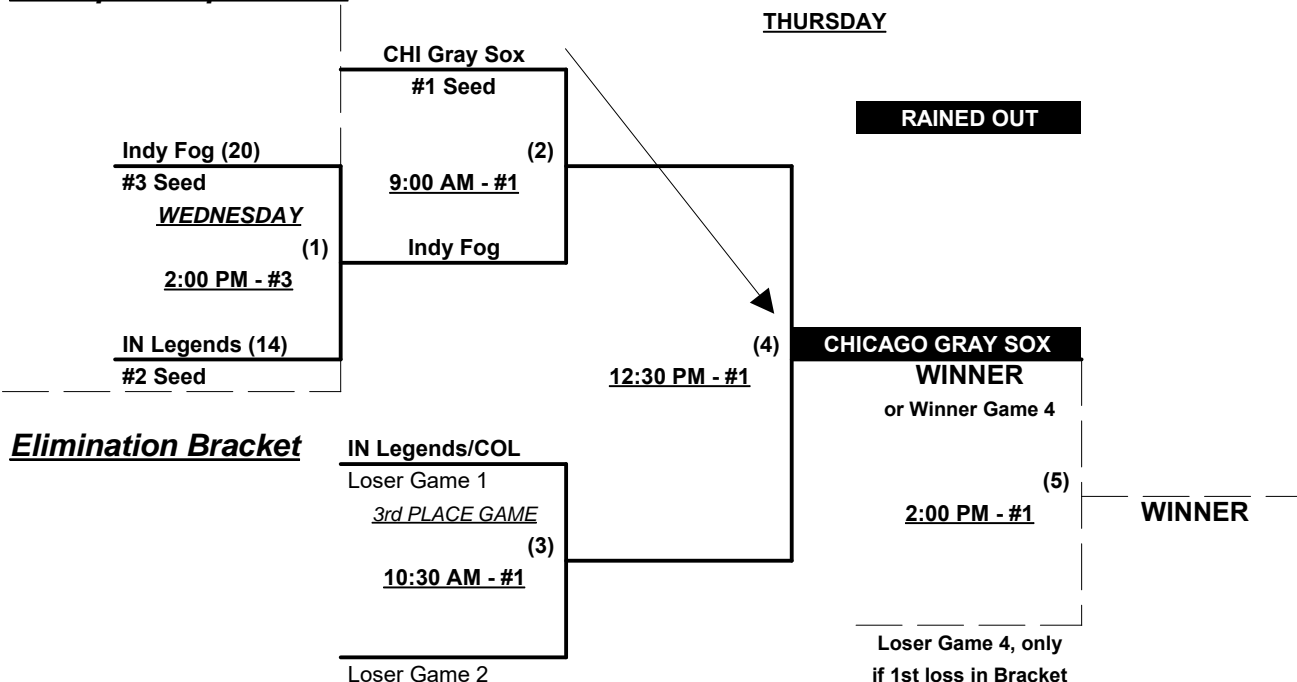 THURSDAY
CHI Gray Sox
#1 Seed
RAINED OUT
Indy Fog (20)
(2)
#3 Seed
9:00 AM - #1
WEDNESDAY
(1)
Indy Fog
2:00 PM - #3
IN Legends (14)
(4)
CHICAGO GRAY SOX
#2 Seed
12:30 PM - #1
WINNER
or Winner Game 4
Elimination Bracket
IN Legends/COL
Loser Game 1
(5)
3rd PLACE GAME
2:00 PM - #1
WINNER
(3)
10:30 AM - #1
Loser Game 4, only
Loser Game 2
if 1st loss in Bracket